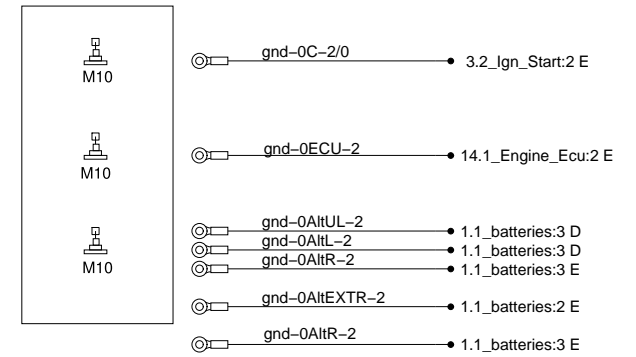 gnd–0C–2/0
3.2_Ign_Start:2 E
M10
gnd–0ECU–2
14.1_Engine_Ecu:2 E
M10
gnd–0AltUL–2
1.1_batteries:3 D
gnd–0AltL–2
1.1_batteries:3 D
M10
gnd–0AltR–2
1.1_batteries:3 E
gnd–0AltEXTR–2
1.1_batteries:2 E
gnd–0AltR–2
1.1_batteries:3 E